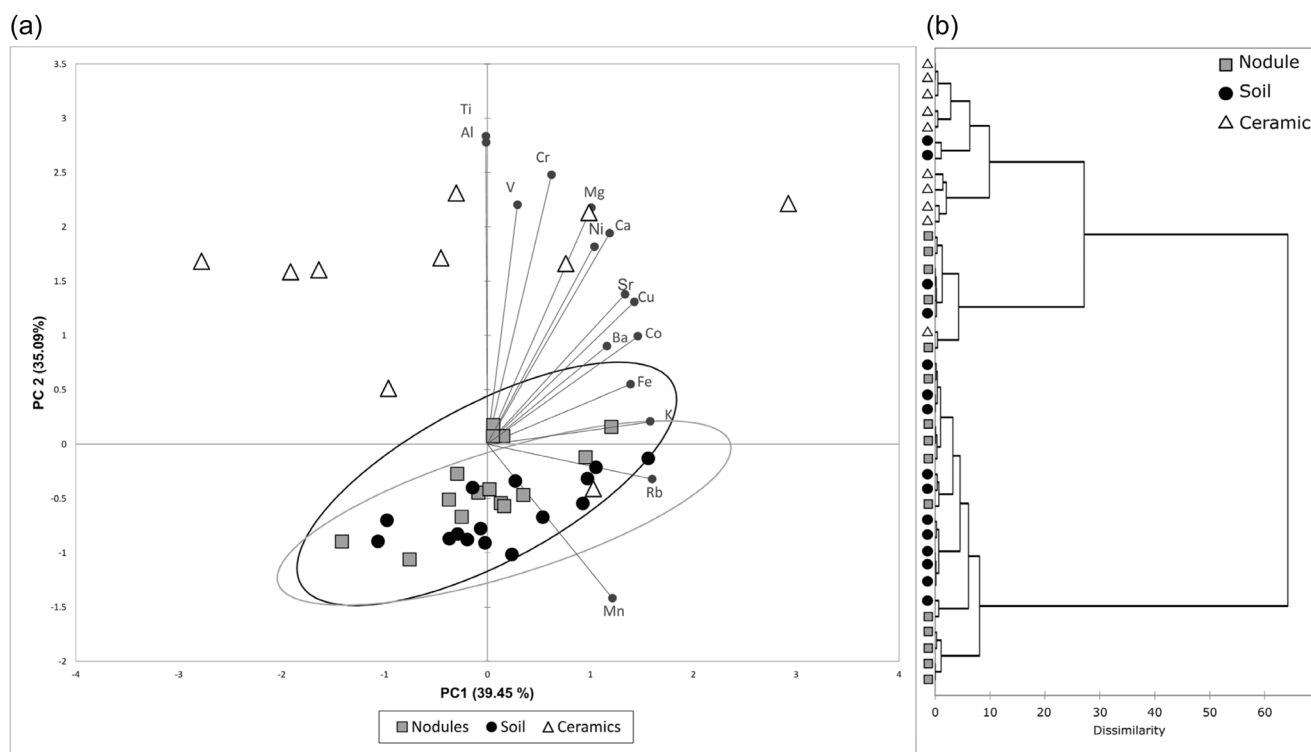 (a)
(b)
3.5
3
2.5
2
1.5
1
0.5
0
-0.5
-1
-1.5
-2
PC 2 (35.09%)
Ti
Al
Cr
V
Mg
Ni
Ca
Sr
Cu
Co
Ba
Fe
K
Rb
Mn
-4
-3
-2
-1
0
1
2
3
4
PC1 (39.45 %)
Nodules
Soil
Ceramics
Nodule
Soil
Ceramic
0
10
20
30
40
50
60
Dissimilarity